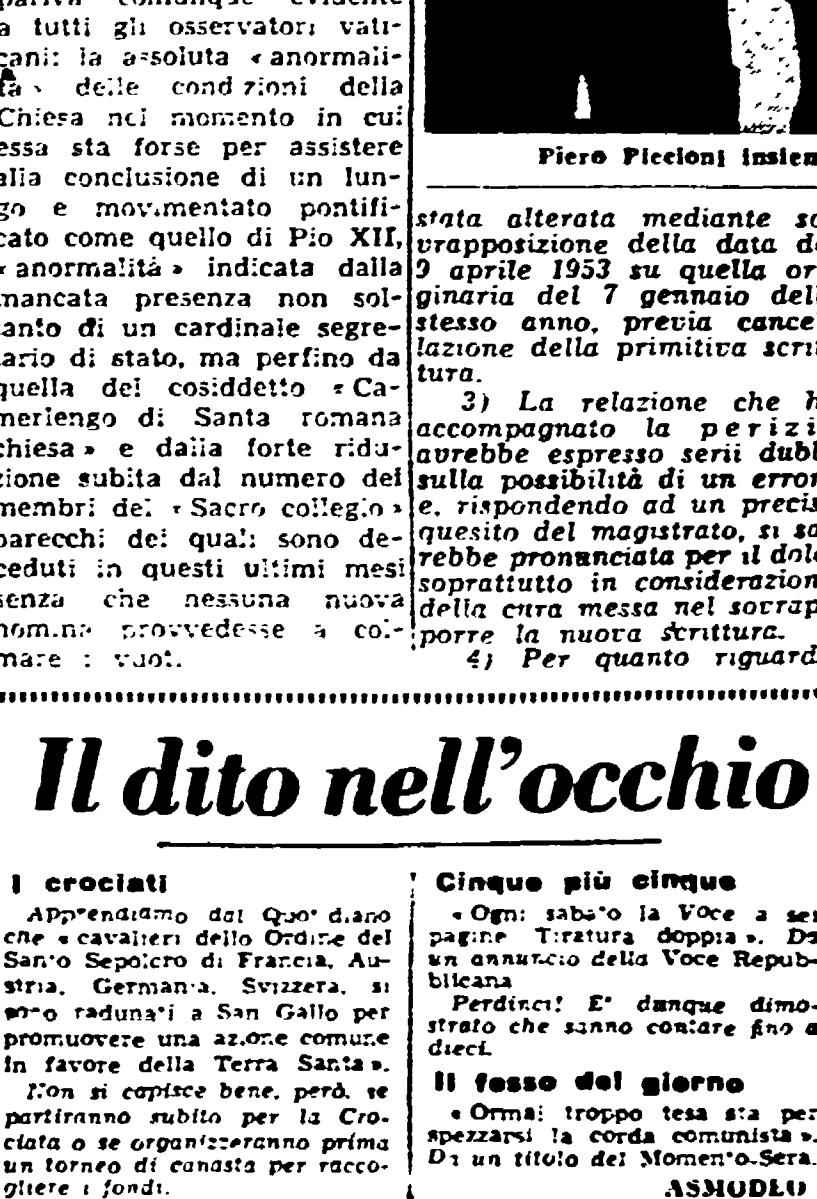 a tutti gli osservatori vati-
cani: la assoluta « anormali-
tà » delle condizioni della
Chiesa nel momento in cui
essa sta forse per assistere
alla conclusione di un lun-
go e movimentato pontifi-
cato come quello di Pio XII,
« anormalità » indicata dalla
mancata presenza non sol-
tanto di un cardinale segre-
tario di stato, ma perfino da
quella del cosiddetto « Ca-
merlengo di Santa romana
chiesa » e dalla forte ridu-
zione subita dal numero dei
membri del « Sacro collegio »
parecchi dei quali sono de-
ceduti in questi ultimi mesi
senza che nessuna nuova
nomina provvedesse a col-
mare i vuoti.
Piero Piccioni insiem
stata alterata mediante so
vrapposizione della data de
9 aprile 1953 su quella or
ginaria del 7 gennaio dell
stesso anno, previa cancel
lazione della primitiva scrit
tura.
3) La relazione che h
accompagnato la perizi
avrebbe espresso serii dubb
sulla possibilità di un error
e, rispondendo ad un precis
quesito del magistrato, si sa
rebbe pronunciata per il dolo
soprattutto in considerazion
della cura messa nel sovrap
porre la nuova scrittura.
4) Per quanto riguard
Il dito nell'occhio
I crociati
Apprendiamo dal Quotidiano
che « cavalieri dello Ordine del
Santo Sepolcro di Francia, Au-
stria, Germania, Svizzera, si
sono radunati a San Gallo per
promuovere una azione comune
in favore della Terra Santa ».
Non si capisce bene, però, se
partiranno subito per la Cro-
ciata o se organizzeranno prima
un torneo di canasta per racco-
gliere i fondi.
Cinque più cinque
« Ogni sabato la Voce a sei
pagine Tiratura doppia ». Da
un annuncio della Voce Repub-
blicana
Perdinci! E' dunque dimo-
strato che sanno contare fino a
dieci.
Il fesso del giorno
« Ormai troppo tesa sta per
spezzarsi la corda comunista ».
Da un titolo del Momento-Sera.
ASMODEO